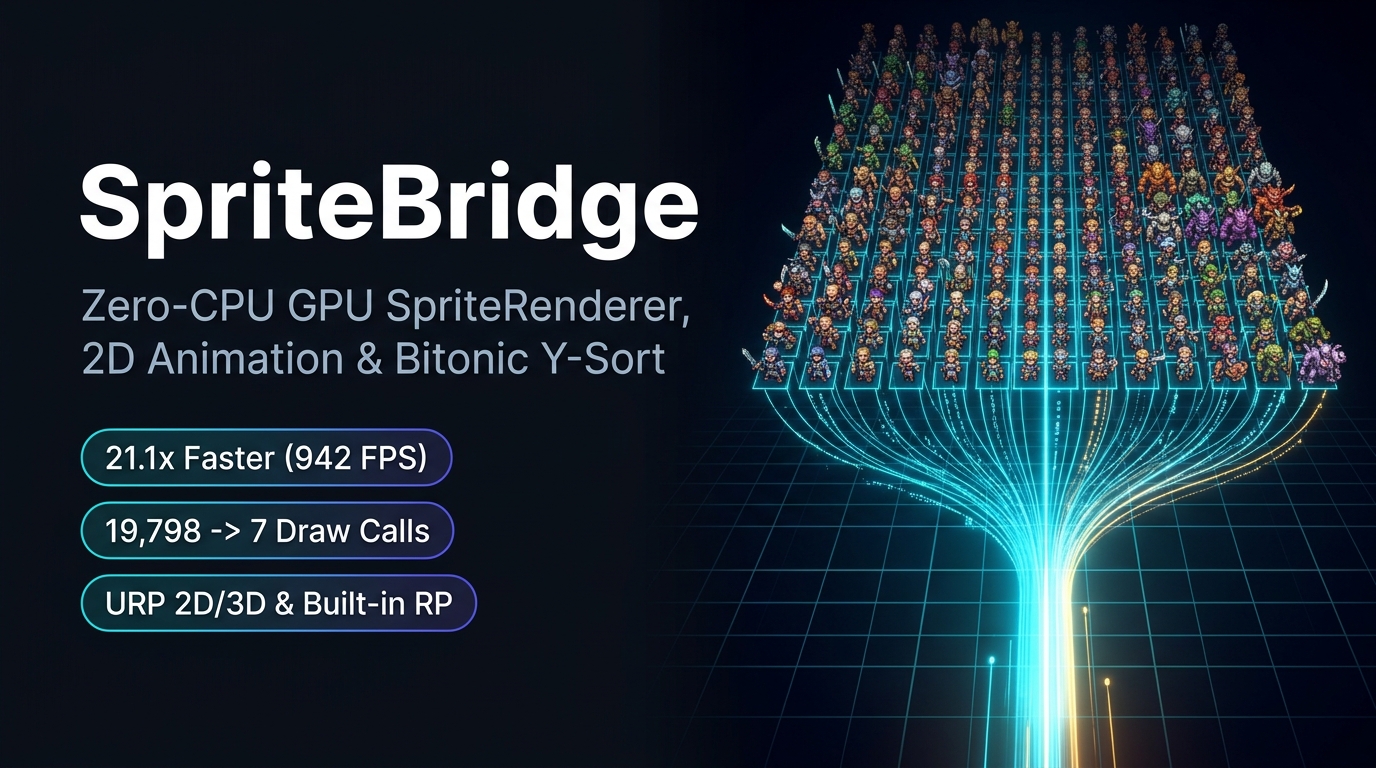 SpriteBridge
Zero-CPU GPU SpriteRenderer,
2D Animation & Bitonic Y-Sort
21.1x Faster (942 FPS)
19,798 -> 7 Draw Calls
URP 2D/3D & Built-in RP